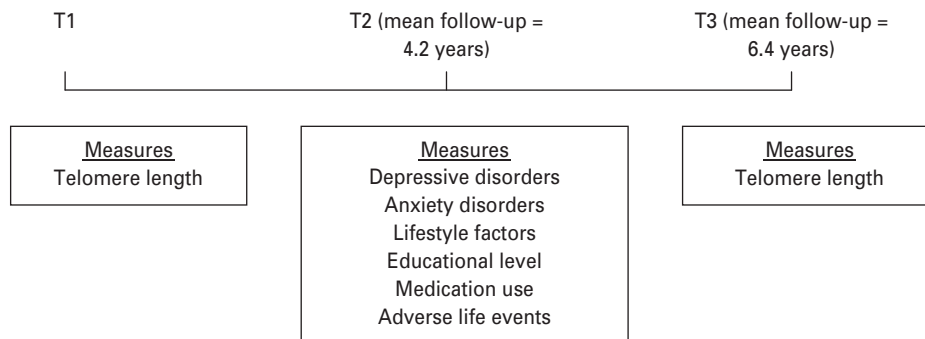 T1
T2 (mean follow-up =
4.2 years)
T3 (mean follow-up =
6.4 years)
Measures
Telomere length
Measures
Depressive disorders
Anxiety disorders
Lifestyle factors
Educational level
Medication use
Adverse life events
Measures
Telomere length